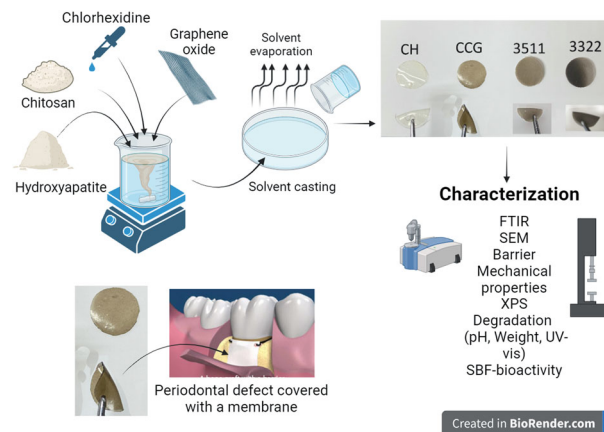 Chlorhexidine
Graphene
oxide
Chitosan
Hydroxyapatite
Solvent
evaporation
Solvent casting
CH CCG 3511 3322
Characterization
FTIR
SEM
Barrier
Mechanical
properties
XPS
Degradation
(pH, Weight, UV-
vis)
SBF-bioactivity
Periodontal defect covered
with a membrane
Created in BioRender.com